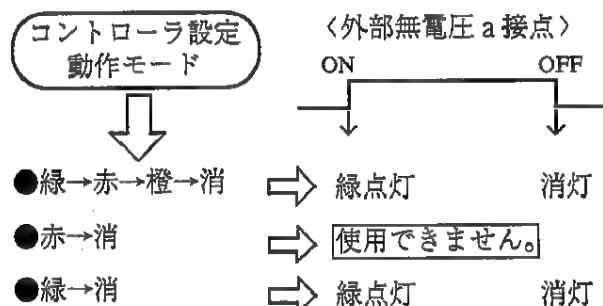 コントローラ設定
動作モード
〈外部無電圧a接点〉
ON OFF
●緑→赤→橙→消 緑点灯 消灯
●赤→消 使用できません。
●緑→消 緑点灯 消灯